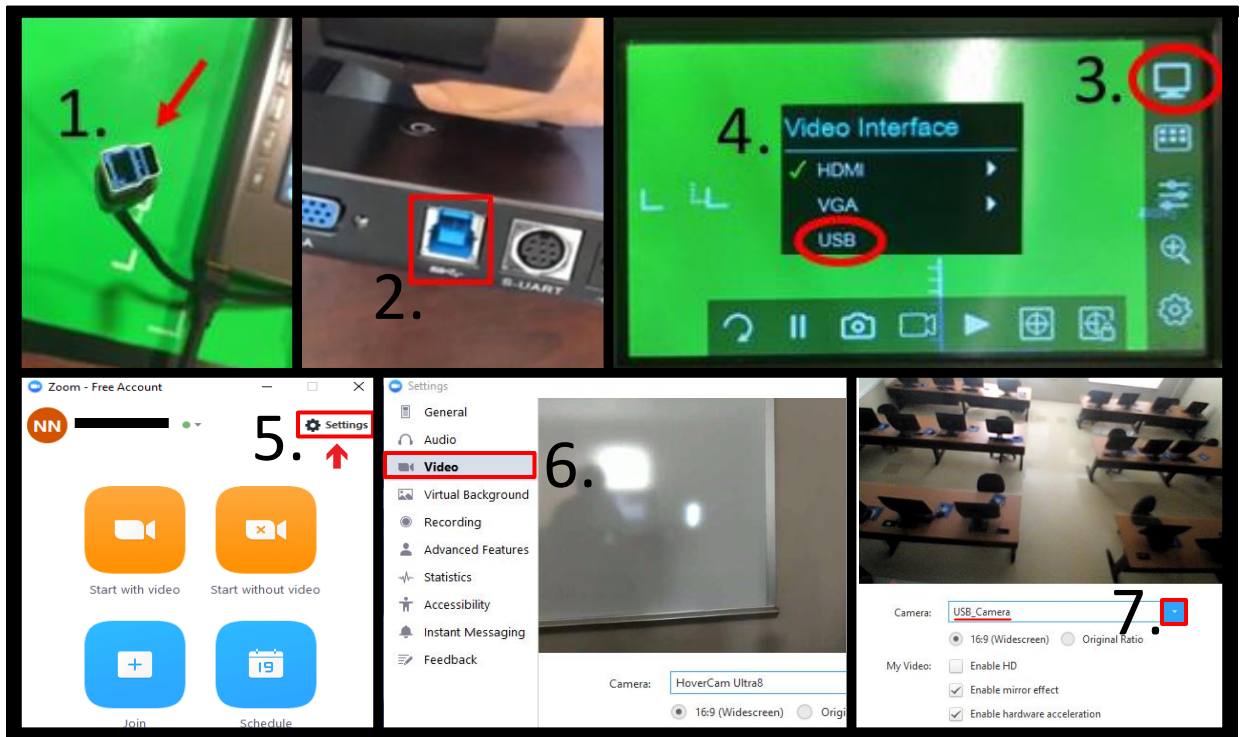 1.
A
2.
S-UART
3.
4.
Video Interface
✓ HDMI
VGA
USB
Zoom - Free Account
NN
5.
Settings
Start with video
Start without video
19
Join
Schedule
Settings
General
Audio
Video
6.
Virtual Background
Recording
Advanced Features
Statistics
Accessibility
Instant Messaging
Feedback
Camera: HoverCam Ultra8
16:9 (Widescreen) Origi
7.
Camera: USB_Camera
16:9 (Widescreen) Original Ratio
My Video: Enable HD
Enable mirror effect
Enable hardware acceleration